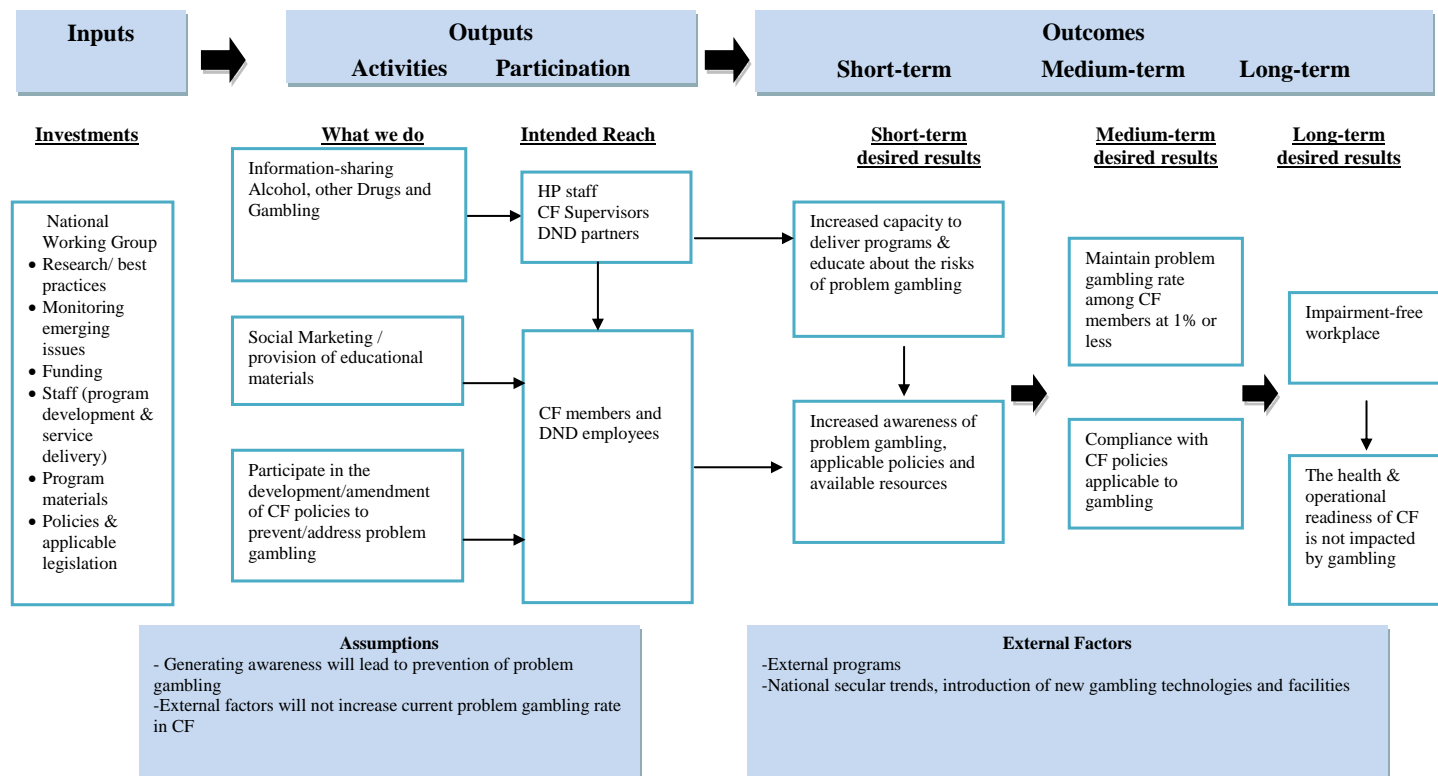 Inputs
Outputs
Activities Participation
Outcomes
Short-term Medium-term Long-term
Investments
National
Working Group
• Research/ best
practices
• Monitoring
emerging
issues
• Funding
• Staff (program
development &
service
delivery)
• Program
materials
• Policies &
applicable
legislation
What we do
Information-sharing
Alcohol, other Drugs and
Gambling
Social Marketing /
provision of educational
materials
Participate in the
development/amendment
of CF policies to
prevent/address problem
gambling
Intended Reach
HP staff
CF Supervisors
DND partners
CF members and
DND employees
Short-term
desired results
Increased capacity to
deliver programs &
educate about the risks
of problem gambling
Increased awareness of
problem gambling,
applicable policies and
available resources
Medium-term
desired results
Maintain problem
gambling rate
among CF
members at 1% or
less
Compliance with
CF policies
applicable to
gambling
Long-term
desired results
Impairment-free
workplace
The health &
operational
readiness of CF
is not impacted
by gambling
Assumptions
- Generating awareness will lead to prevention of problem
gambling
-External factors will not increase current problem gambling rate
in CF
External Factors
-External programs
-National secular trends, introduction of new gambling technologies and facilities